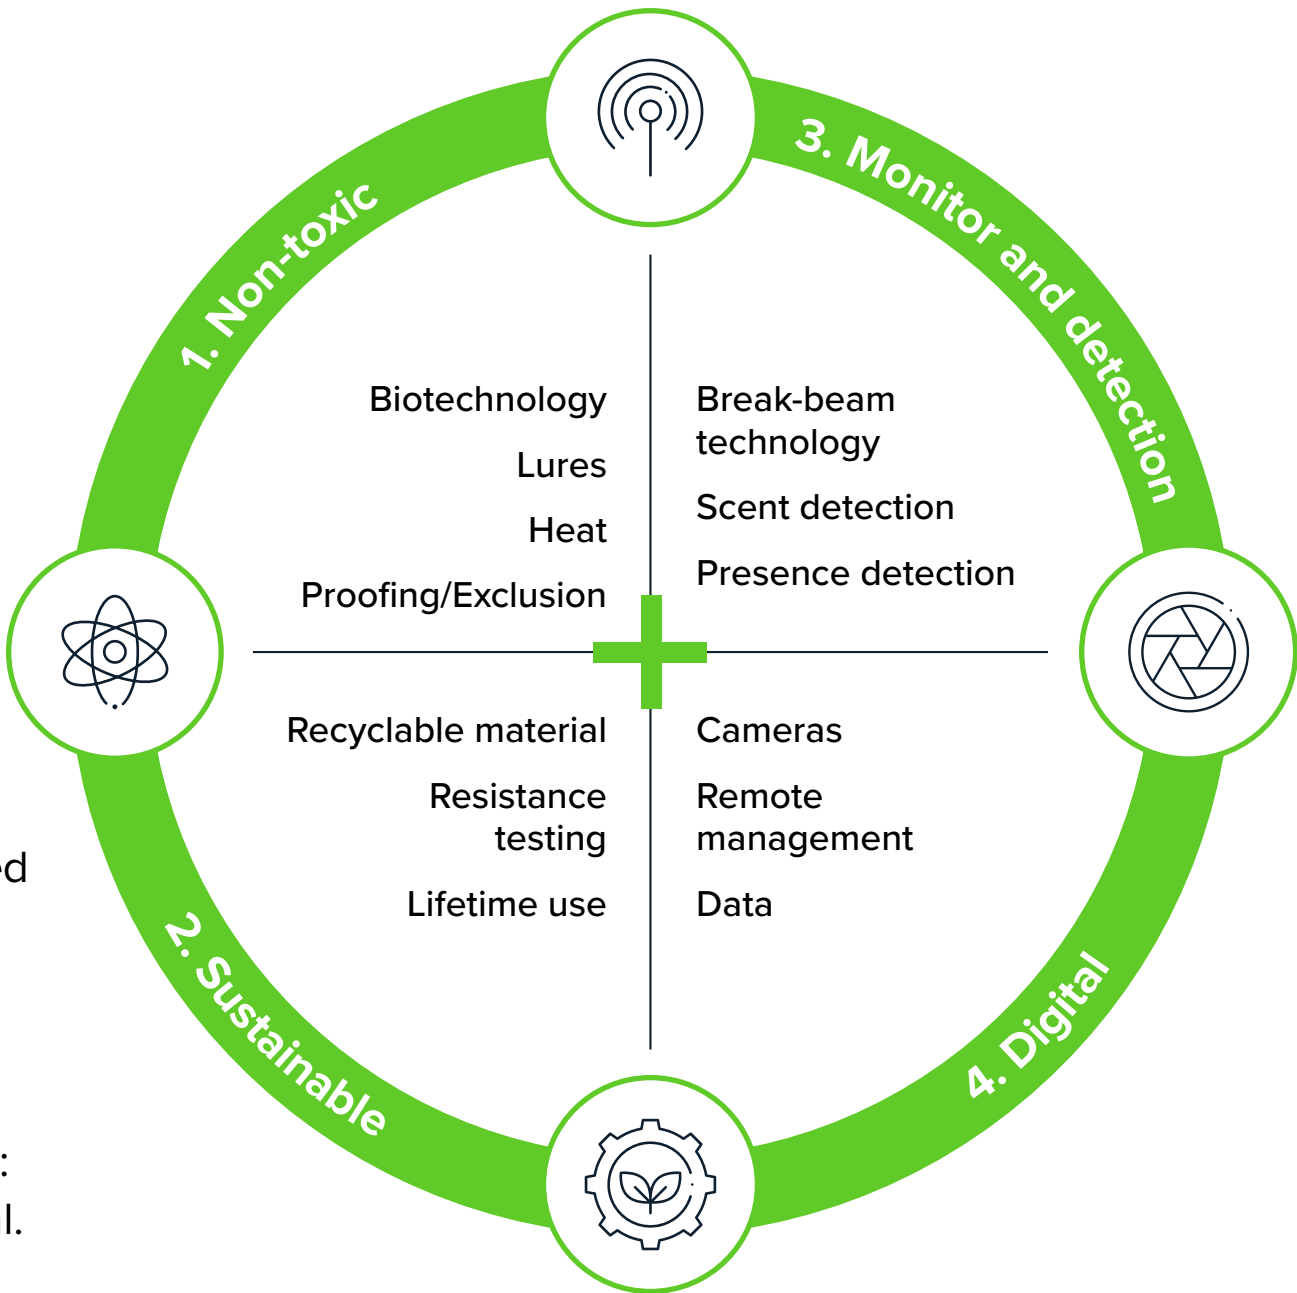 1. Non-toxic
Biotechnology
Lures
Heat
Proofing/Exclusion
2. Sustainable
Recyclable material
Resistance
testing
Lifetime use
3. Monitor and detection
Break-beam
technology
Scent detection
Presence detection
4. Digital
Cameras
Remote
management
Data